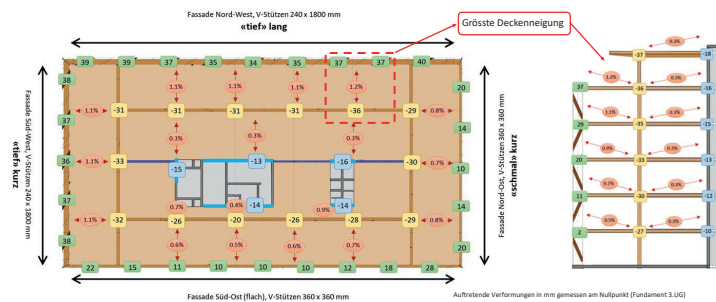 Fassade Nord-West, V-Stützen 240 x 1800 mm
«tief» lang
Grösste Deckenneigung
39 39 37 35 34 35 37 37 40
38
37
36
37
38
Fassade Süd-West, V-Stützen 240 x 1800 mm
«tief» kurz
1.1% 1.1% 1.1% 1.2%
1.1% -31 -31 -31 -31 -36 -29 0.8%
0.3% 0.3% 0.3%
1.1% -33 -15 -13 -16 -30 0.7%
0.7% 0.4% -14 0.9% -14
1.1% -32 -26 -20 -26 -28 -29 0.8%
0.6% 0.5% 0.6% 0.7%
22 15 11 10 10 10 12 18 28
20
14
10
14
20
Fassade Nord-Ost, V-Stützen 360 x 360 mm
«schmal» kurz
Fassade Süd-Ost (flach), V-Stützen 360 x 360 mm
0.3%
-37 -18
1.2% 0.3%
37 -36 -16
1.1% 0.3%
29 -35 -15
0.9% 0.3%
20 -33 -13
0.7% 0.3%
11 -30 -12
0.5% 0.3%
2 -27 -10
Auftretende Verformungen in mm gemessen am Nullpunkt (Fundament 3.UG)